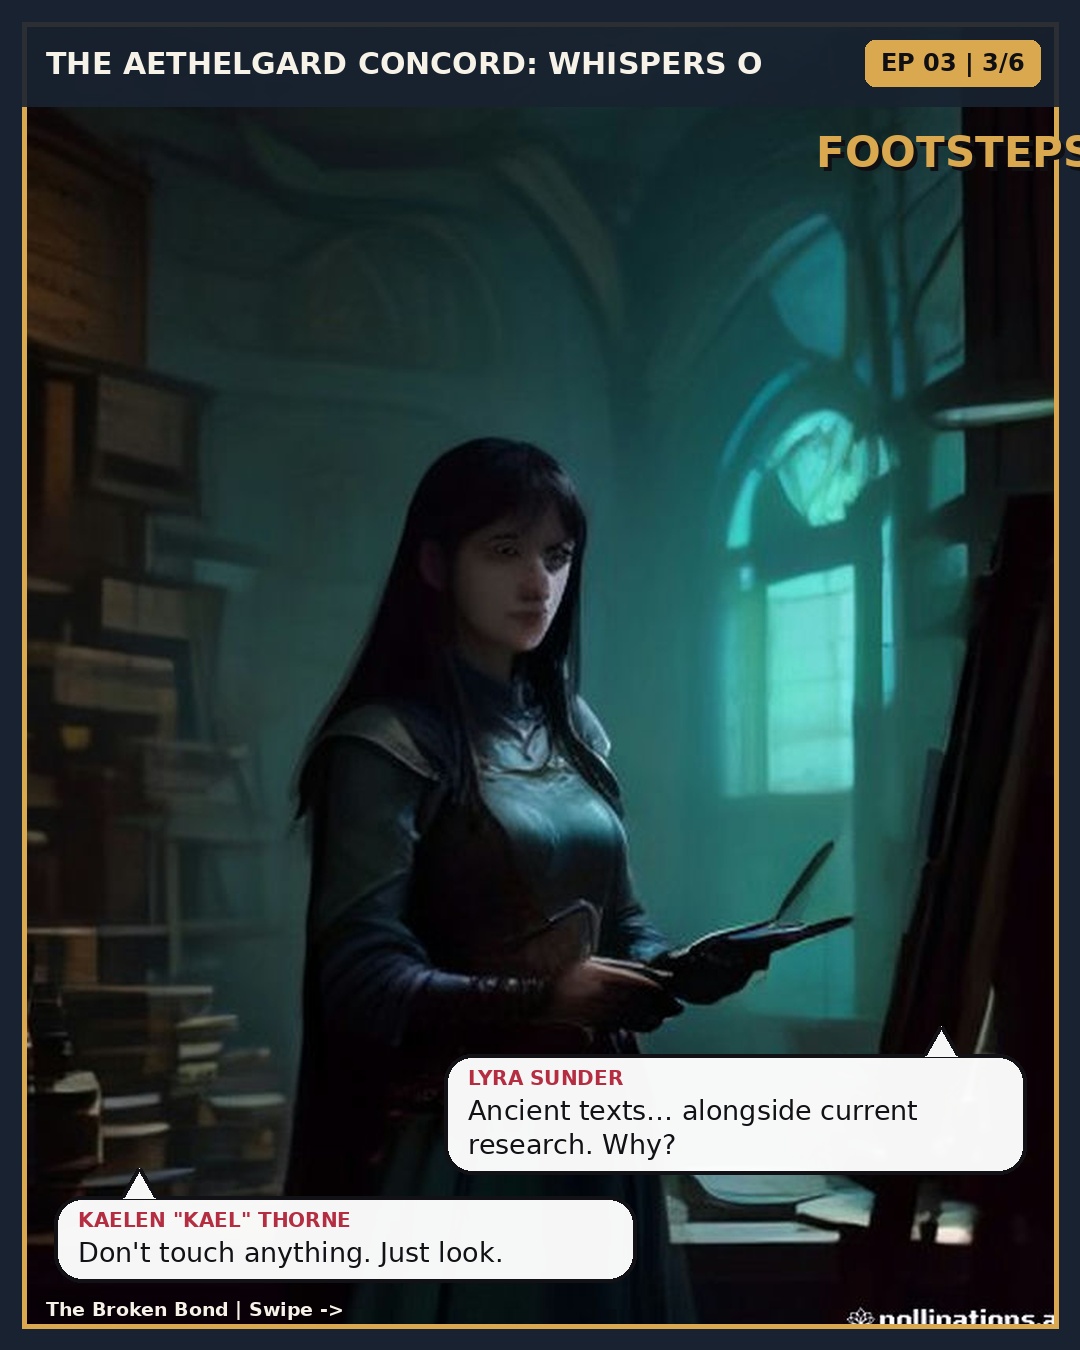 THE AETHELGARD CONCORD: WHISPERS O
EP 03 | 3/6
FOOTSTEPS
LYRA SUNDER
Ancient texts... alongside current
research. Why?
KAELEN "KAEL" THORNE
Don't touch anything. Just look.
The Broken Bond | Swipe ->
pollinations.a